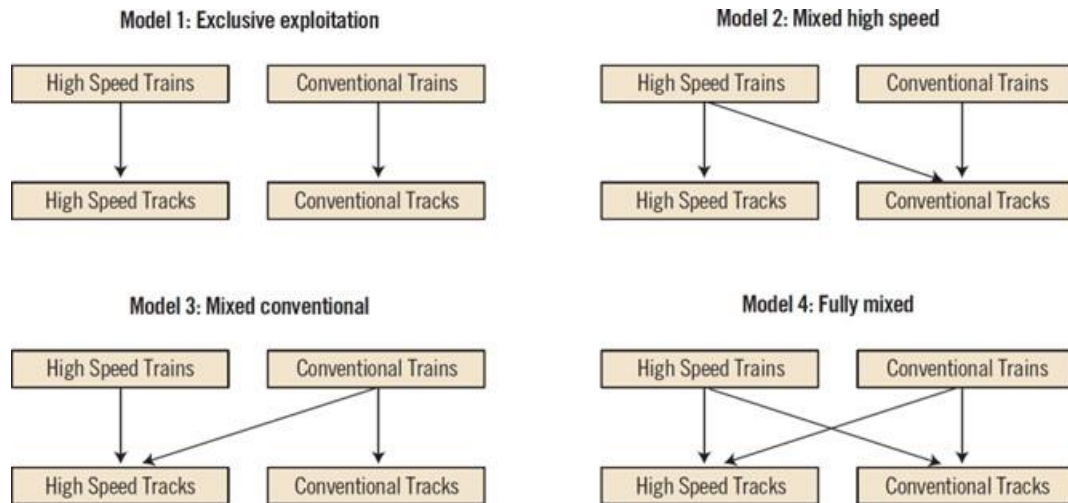 Model 1: Exclusive exploitation
High Speed Trains
Conventional Trains
High Speed Tracks
Conventional Tracks
Model 2: Mixed high speed
High Speed Trains
Conventional Trains
High Speed Tracks
Conventional Tracks
Model 3: Mixed conventional
High Speed Trains
Conventional Trains
High Speed Tracks
Conventional Tracks
Model 4: Fully mixed
High Speed Trains
Conventional Trains
High Speed Tracks
Conventional Tracks